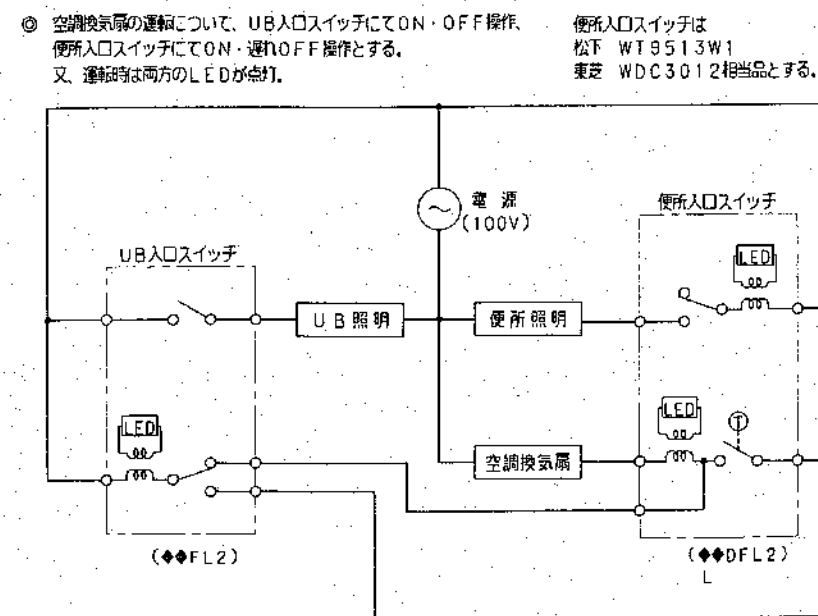 ◎ 空調換気扇の運転について、UB入口スイッチにてON・OFF操作、
便所入口スイッチにてON・遅れOFF操作とする。
又、運転時は両方のLEDが点灯.
便所入口スイッチは
松下 WT9513W1
東芝 WDC3012相当品とする.
電源
(100V)
便所入口スイッチ
UB入口スイッチ
LED
UB照明
便所照明
LED
LED
T
空調換気扇
(◆◆FL2)
(◆◆DFL2)
L